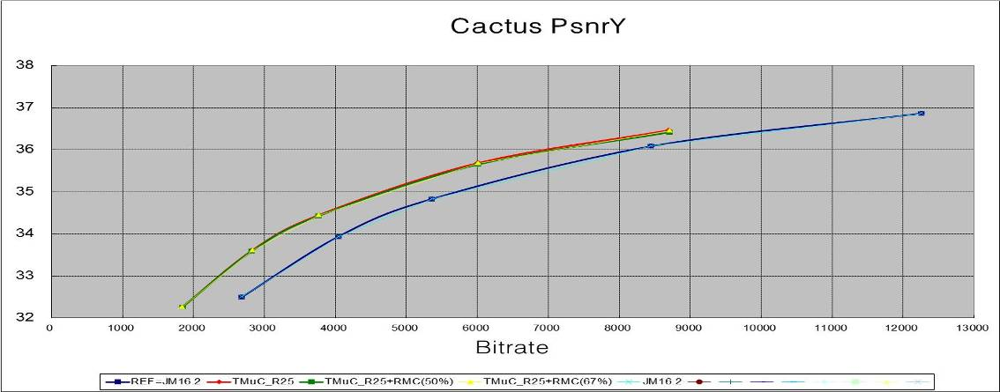 Cactus PsnrY
38
37
36
35
34
33
32
0 1000 2000 3000 4000 5000 6000 7000 8000 9000 10000 11000 12000 13000
Bitrate
REF=JM16 2 TMuC_R25 TMuC_R25+RMC(50%) TMuC_R25+RMC(67%) JM16 2